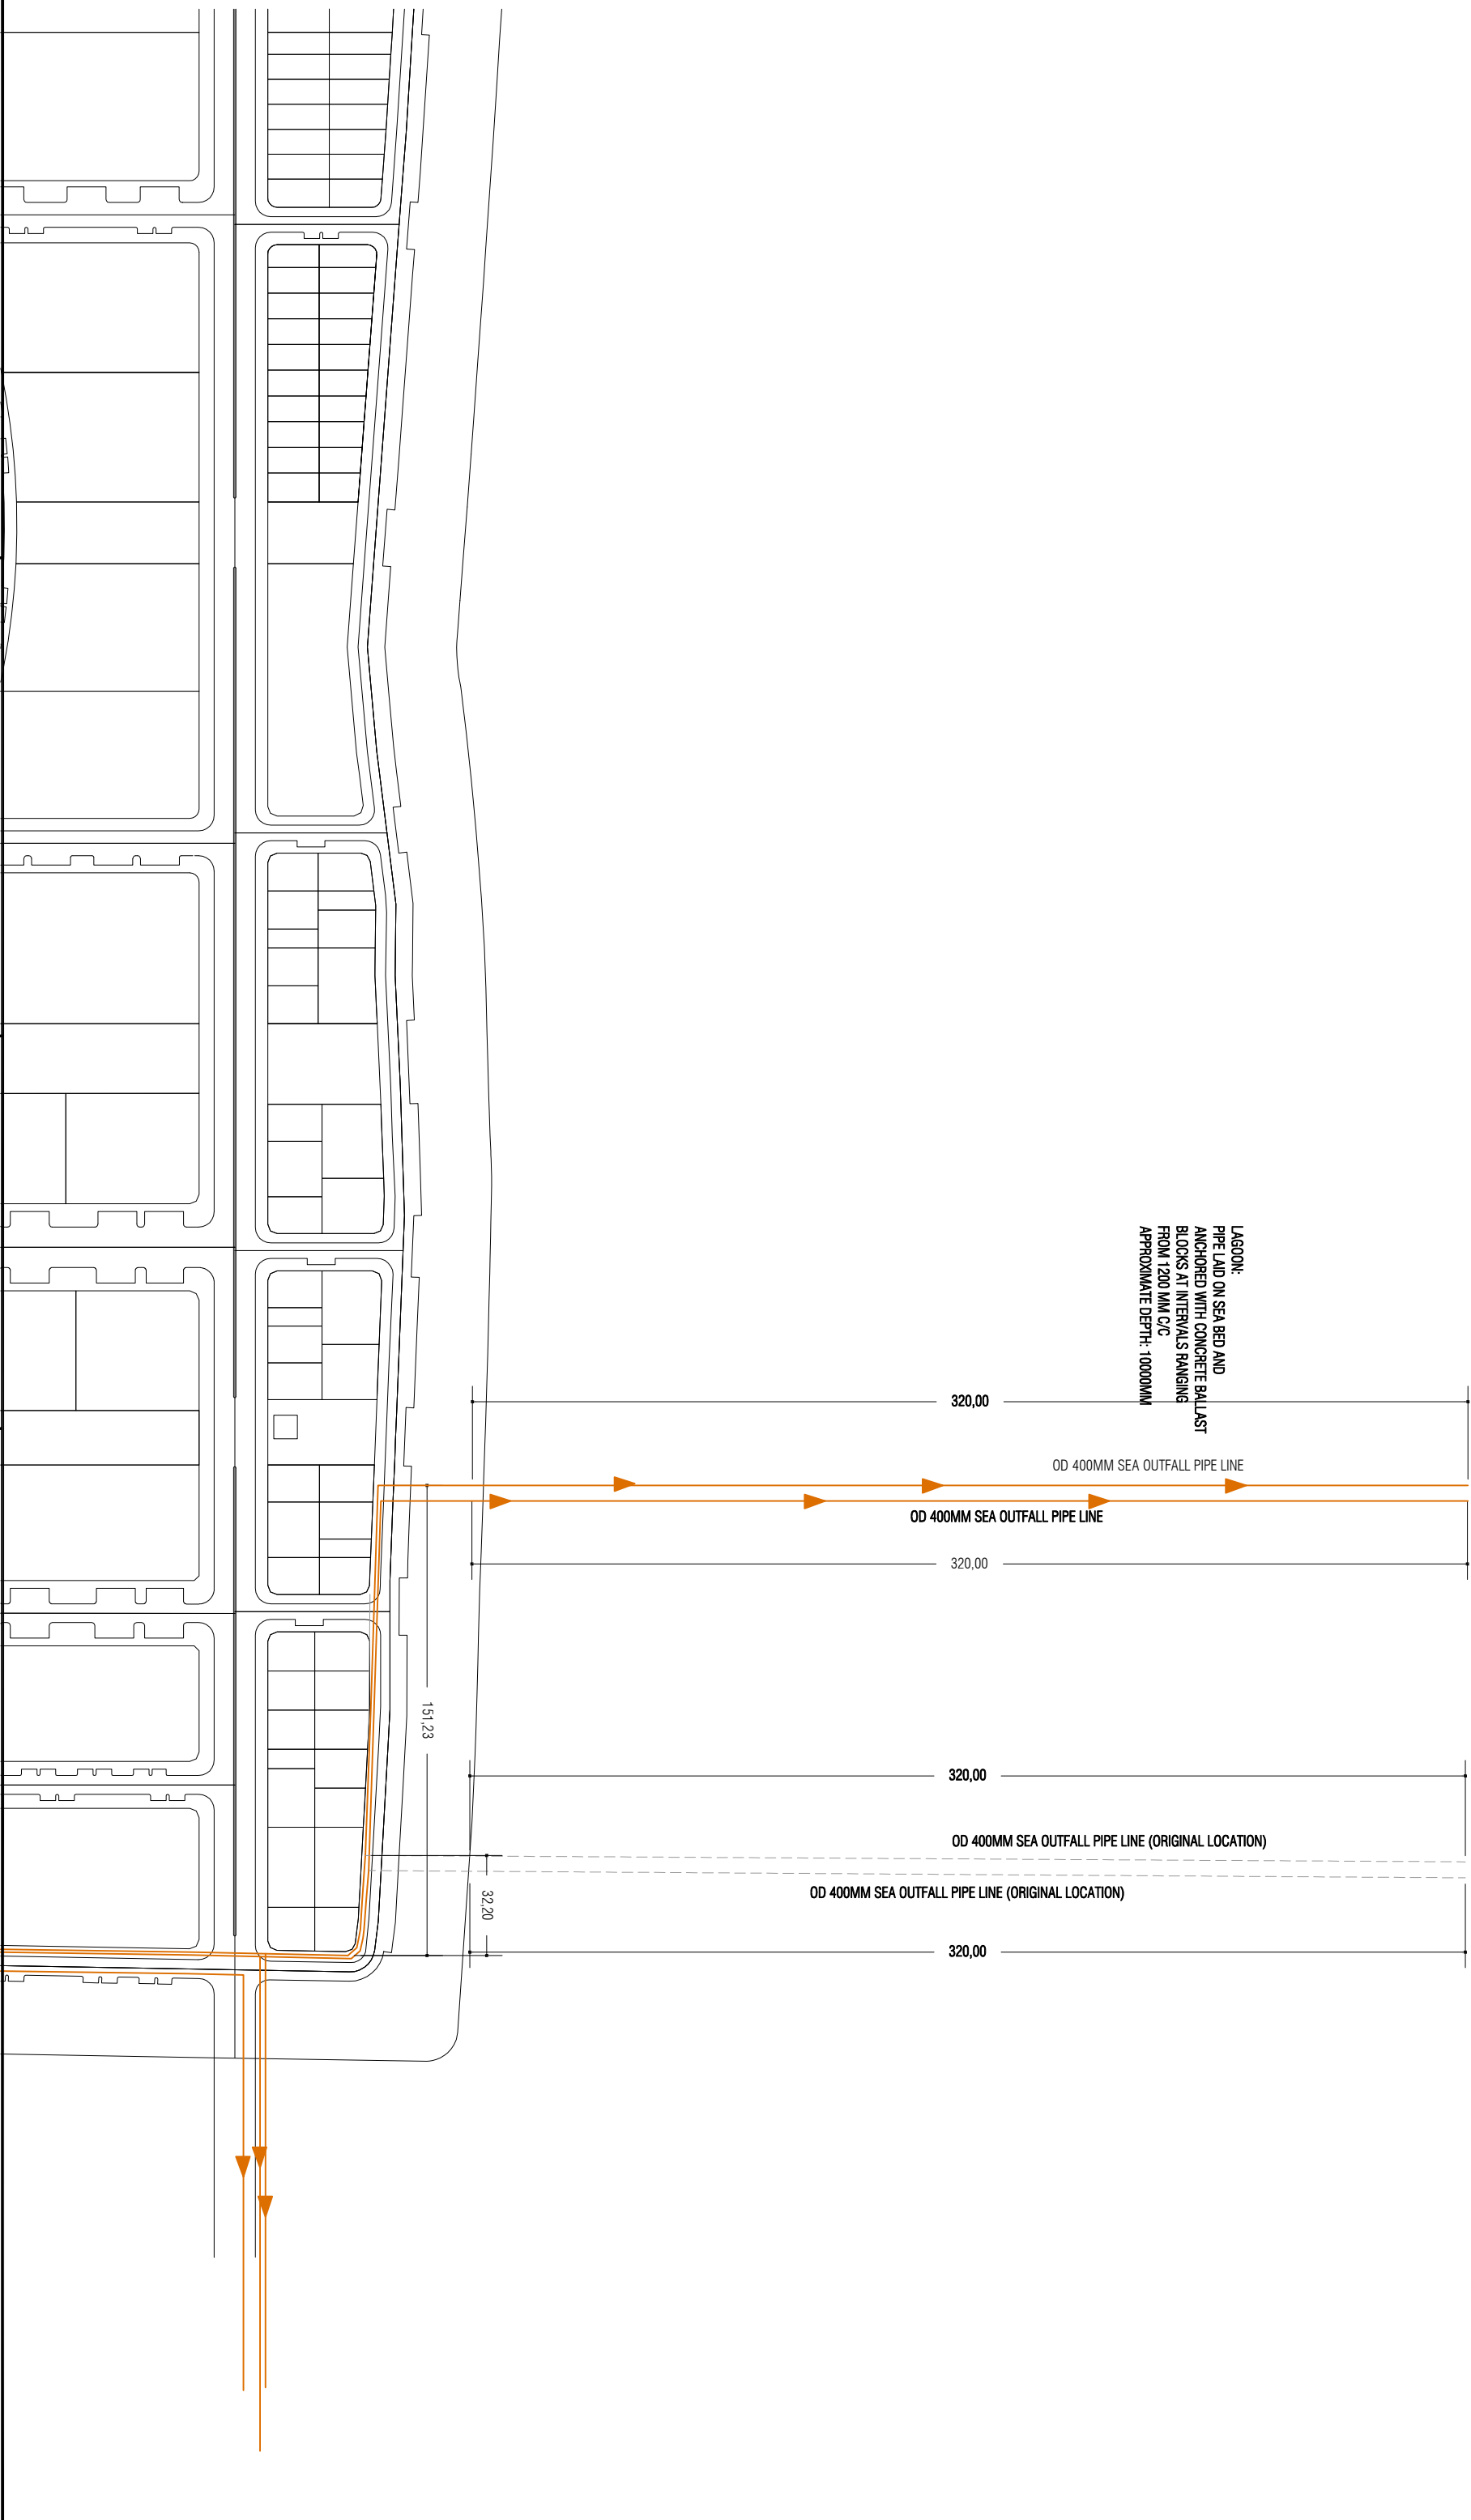 LAGOON:
PIPE LAID ON SEA BED AND
ANCHORED WITH CONCRETE BALLAST
BLOCKS AT INTERVALS RANGING
FROM 1200 MM C/C
APPROXIMATE DEPTH: 10000MM
320,00
OD 400MM SEA OUTFALL PIPE LINE
OD 400MM SEA OUTFALL PIPE LINE
320,00
151,23
320,00
OD 400MM SEA OUTFALL PIPE LINE (ORIGINAL LOCATION)
OD 400MM SEA OUTFALL PIPE LINE (ORIGINAL LOCATION)
32,20
320,00